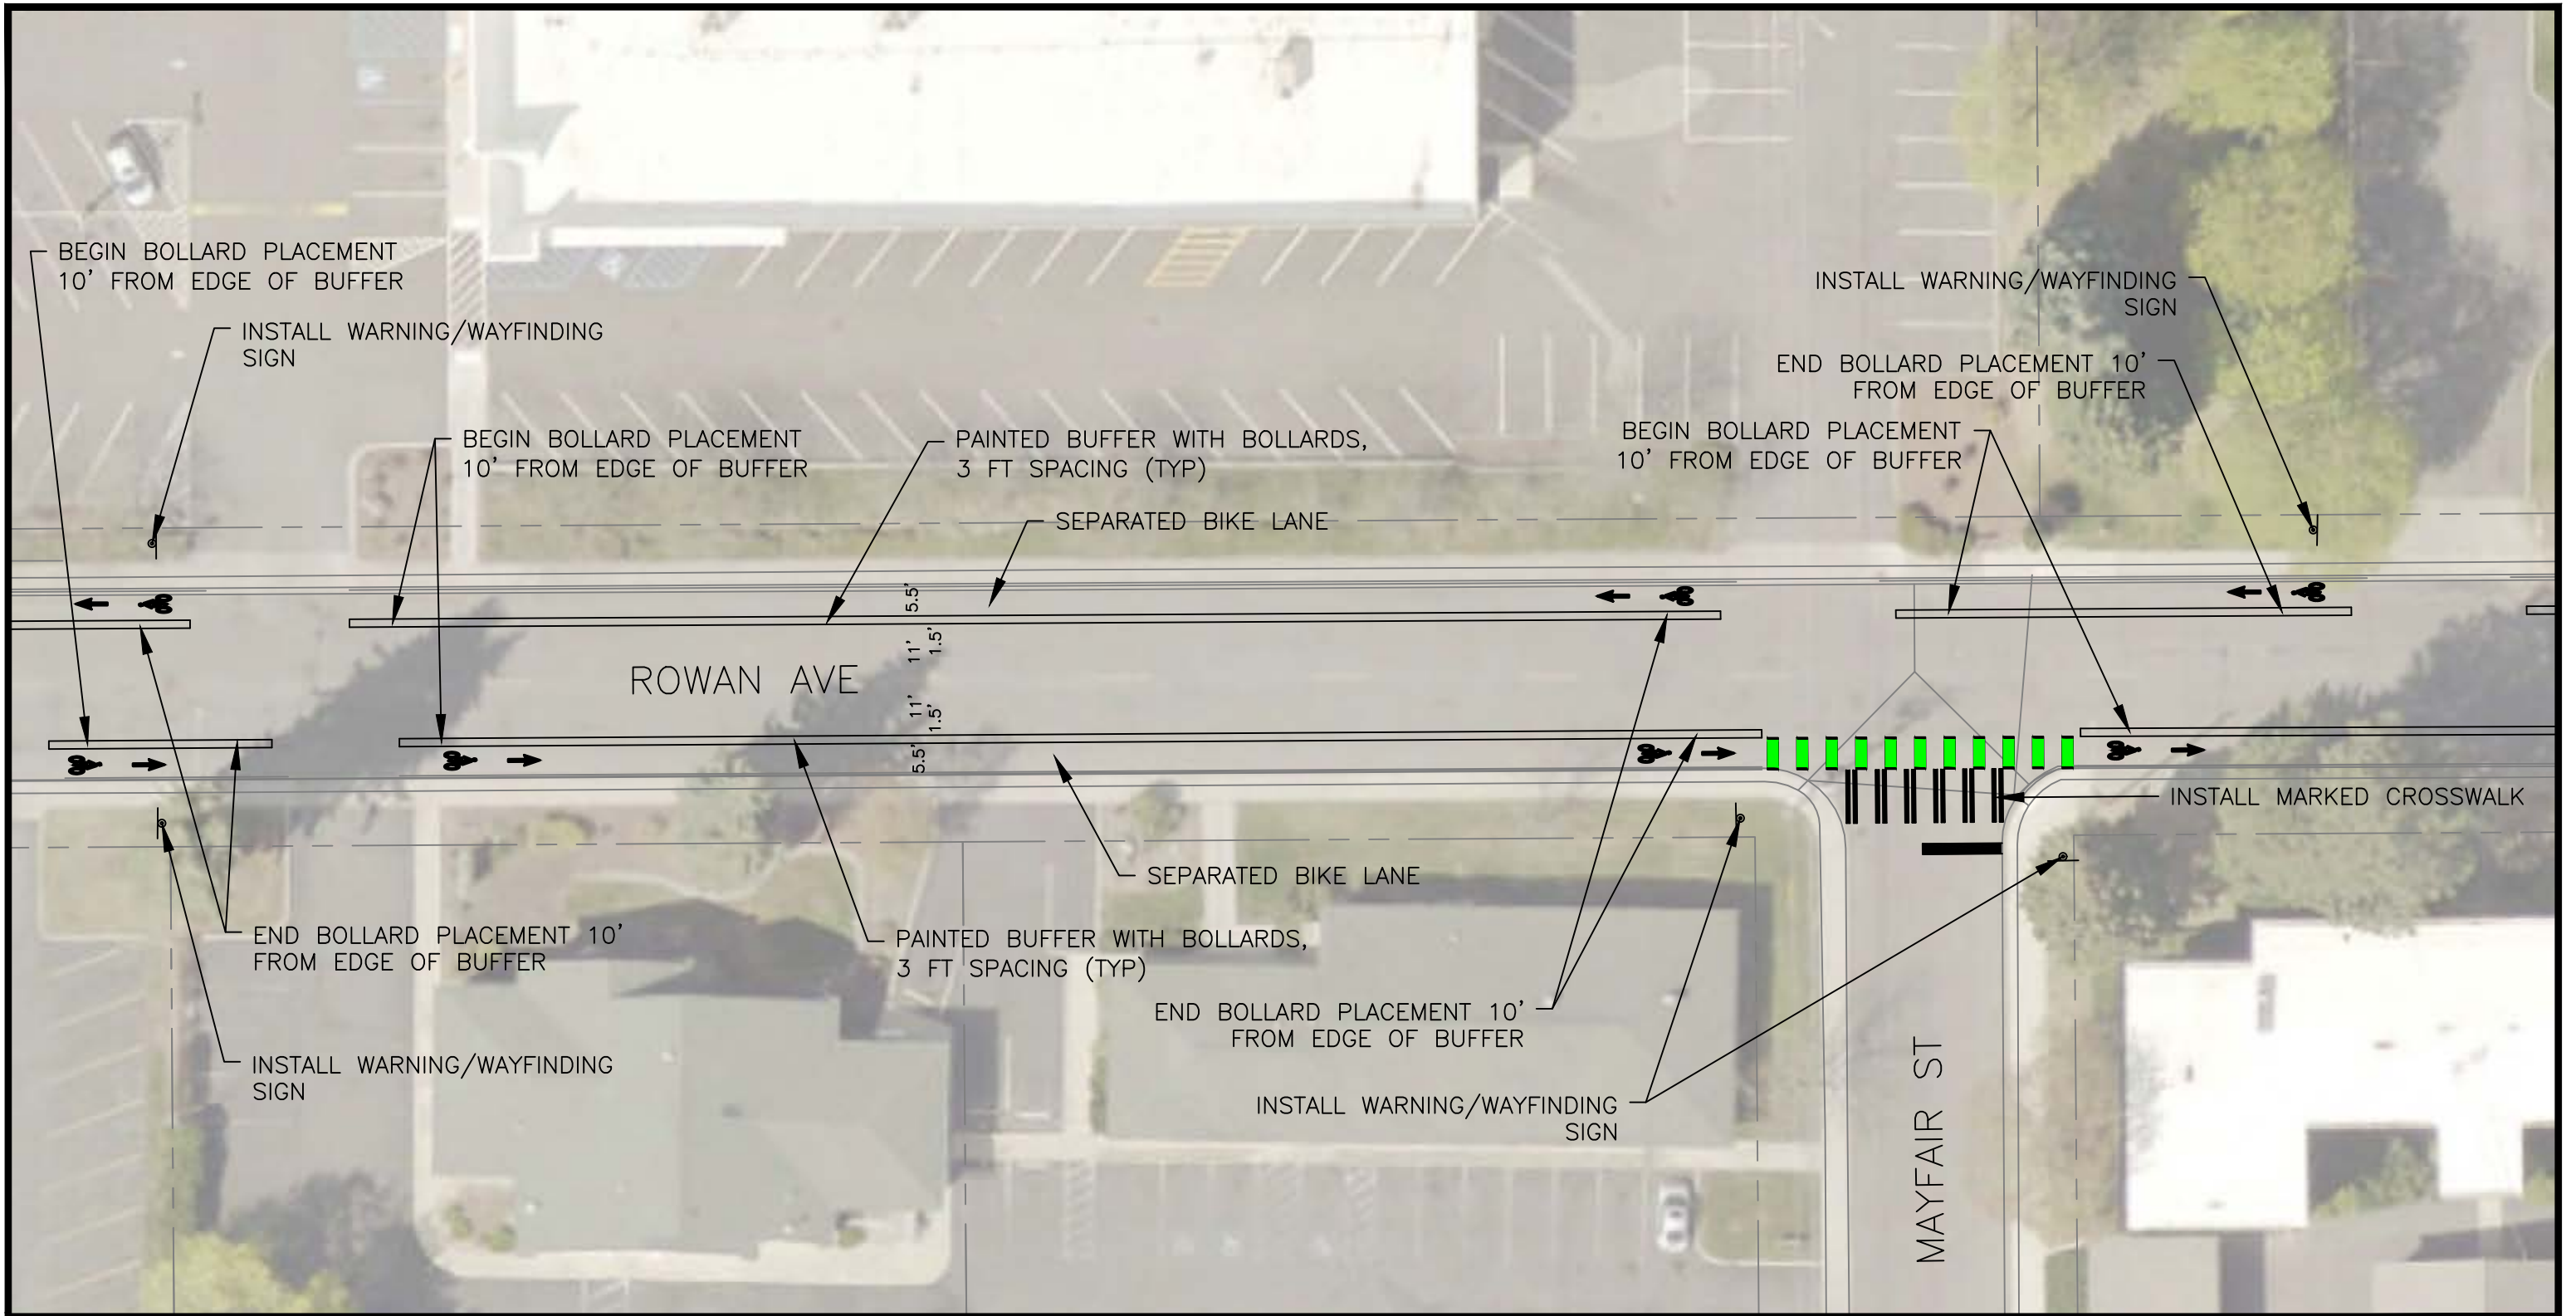 BEGIN BOLLARD PLACEMENT
10' FROM EDGE OF BUFFER
INSTALL WARNING/WAYFINDING
SIGN
INSTALL WARNING/WAYFINDING
SIGN
END BOLLARD PLACEMENT 10'
FROM EDGE OF BUFFER
BEGIN BOLLARD PLACEMENT
10' FROM EDGE OF BUFFER
PAINTED BUFFER WITH BOLLARDS,
3 FT SPACING (TYP)
BEGIN BOLLARD PLACEMENT
10' FROM EDGE OF BUFFER
SEPARATED BIKE LANE
5.5'
1.5'
11'
ROWAN AVE
11'
1.5'
5.5'
INSTALL MARKED CROSSWALK
SEPARATED BIKE LANE
END BOLLARD PLACEMENT 10'
FROM EDGE OF BUFFER
PAINTED BUFFER WITH BOLLARDS,
3 FT SPACING (TYP)
END BOLLARD PLACEMENT 10'
FROM EDGE OF BUFFER
INSTALL WARNING/WAYFINDING
SIGN
INSTALL WARNING/WAYFINDING
SIGN
MAYFAIR ST